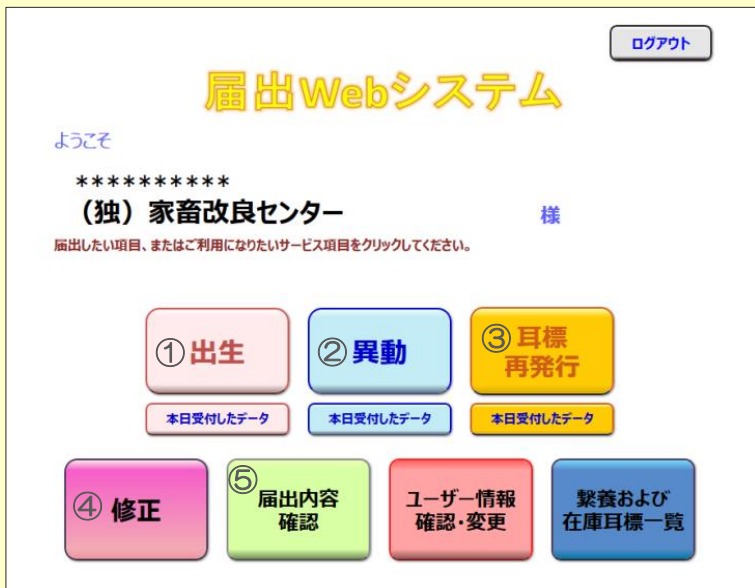 ログアウト
届出Webシステム
ようこそ
**********
（独）家畜改良センター 様
届出したい項目、またはご利用になりたいサービス項目をクリックしてください。
①出生
②異動
③耳標
再発行
本日受付したデータ
本日受付したデータ
本日受付したデータ
④修正
⑤届出内容
確認
ユーザー情報
確認・変更
繋養および
在庫耳標一覧